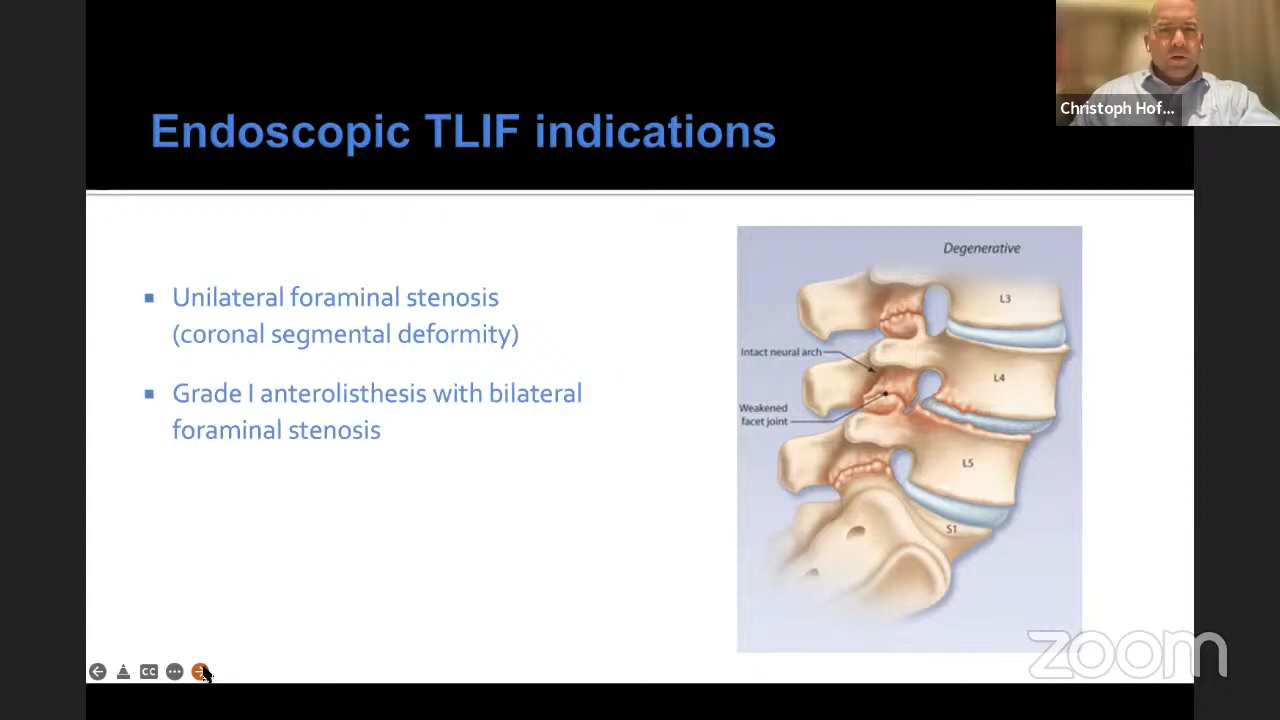 Christoph Hof...
Endoscopic TLIF indications
Unilateral foraminal stenosis
(coronal segmental deformity)
Grade I anterolisthesis with bilateral
foraminal stenosis
Degenerative
L3
Intact neural arch
L4
Weakened
facet joint
L5
S1
CC
zoom